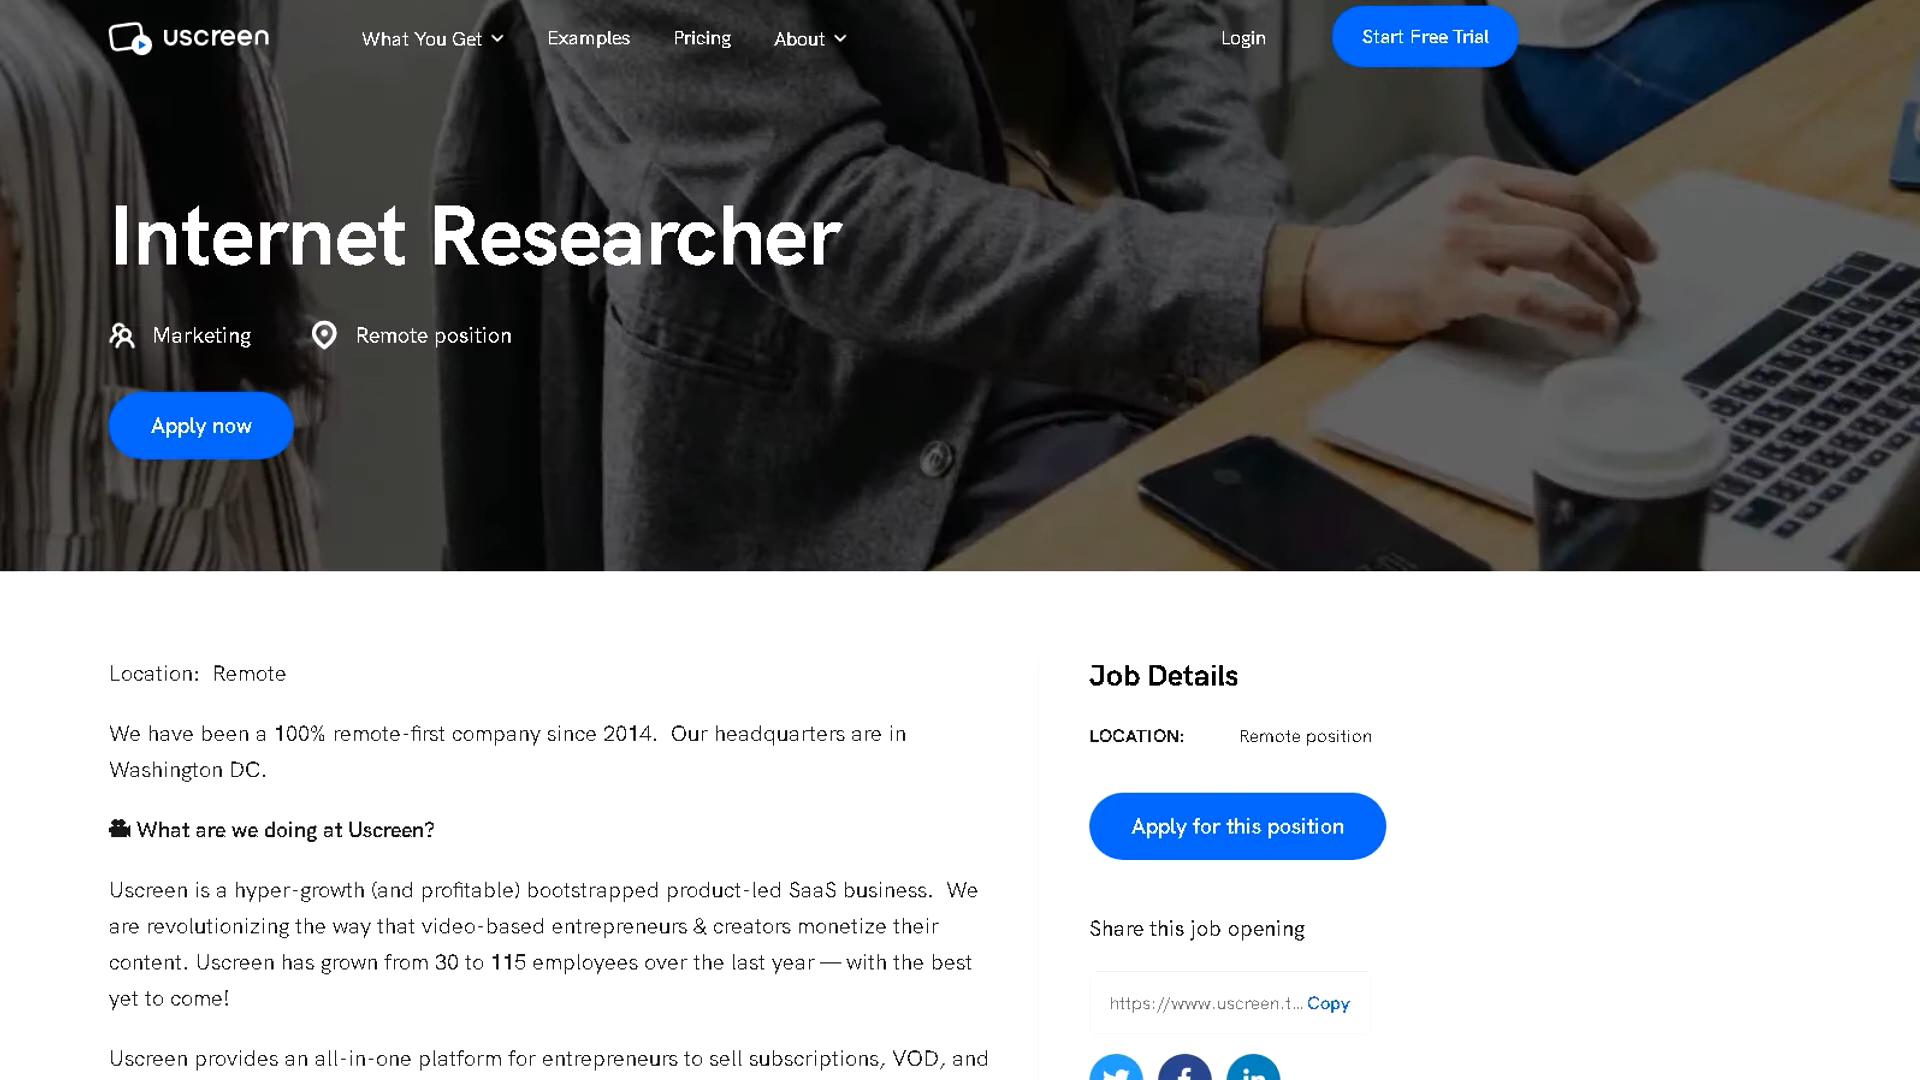 uscreen
What You Get
Examples
Pricing
About
Login
Start Free Trial
Internet Researcher
Marketing
Remote position
Apply now
Location: Remote
We have been a 100% remote-first company since 2014. Our headquarters are in
Washington DC.
What are we doing at Uscreen?
Uscreen is a hyper-growth (and profitable) bootstrapped product-led SaaS business. We
are revolutionizing the way that video-based entrepreneurs & creators monetize their
content. Uscreen has grown from 30 to 115 employees over the last year — with the best
yet to come!
Uscreen provides an all-in-one platform for entrepreneurs to sell subscriptions, VOD, and
Job Details
LOCATION: Remote position
Apply for this position
Share this job opening
https://www.uscreen.t... Copy